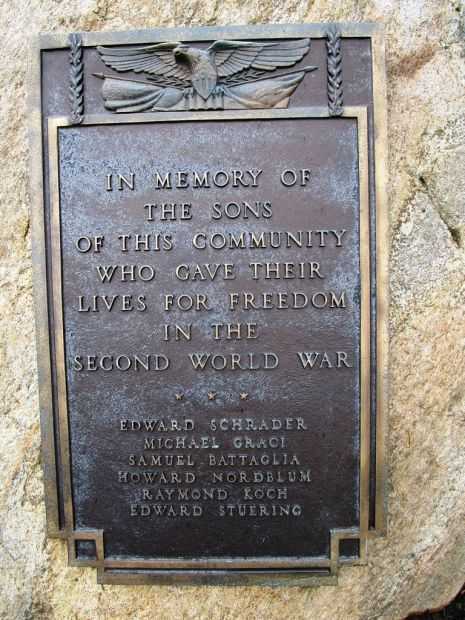 IN MEMORY OF
THE SONS
OF THIS COMMUNITY
WHO GAVE THEIR
LIVES FOR FREEDOM
IN THE
SECOND WORLD WAR
* * *
EDWARD SCHRADER
MICHAEL GRACI
SAMUEL BATTAGLIA
HOWARD NORDBLUM
RAYMOND KOCH
EDWARD STUERING